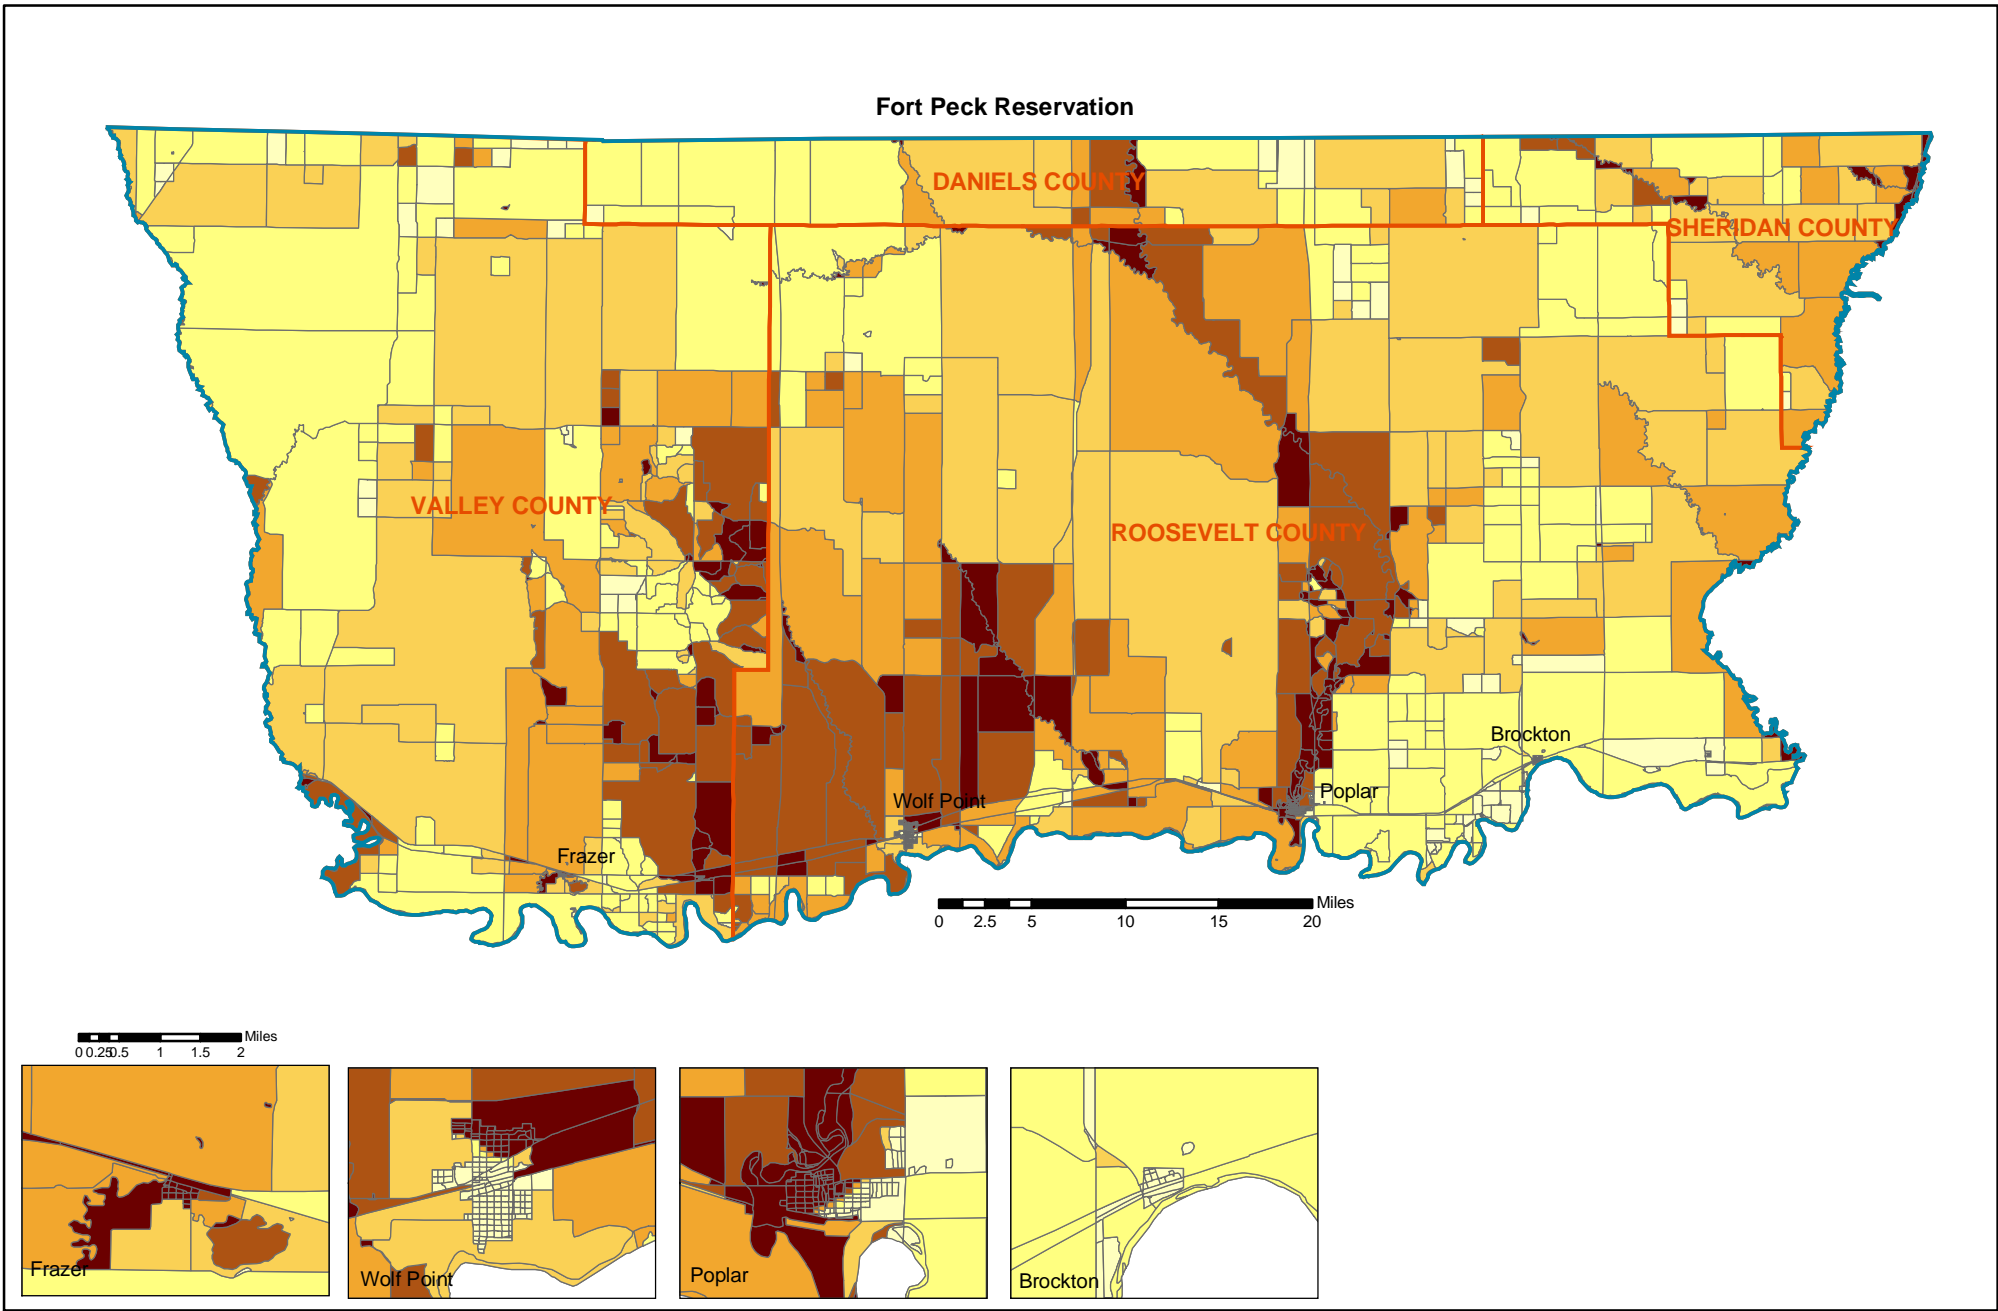 Fort Peck Reservation
DANIELS COUNTY
SHERIDAN COUNTY
VALLEY COUNTY
ROOSEVELT COUNTY
Brockton
Poplar
Wolf Point
Frazer
Miles
0 2.5 5 10 15 20
Miles
0 0.25 0.5 1 1.5 2
Frazer
Wolf Point
Poplar
Brockton